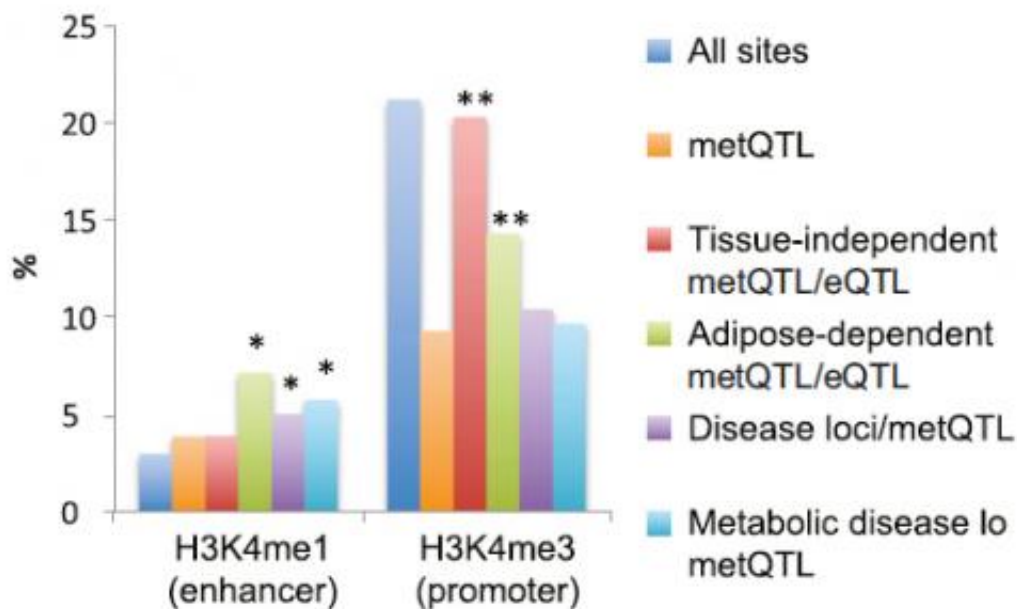 25
20
15
10
5
0
%
**
**
*
*
*
H3K4me1
(enhancer)
H3K4me3
(promoter)
All sites
metQTL
Tissue-independent
metQTL/eQTL
Adipose-dependent
metQTL/eQTL
Disease loci/metQTL
Metabolic disease lo
metQTL